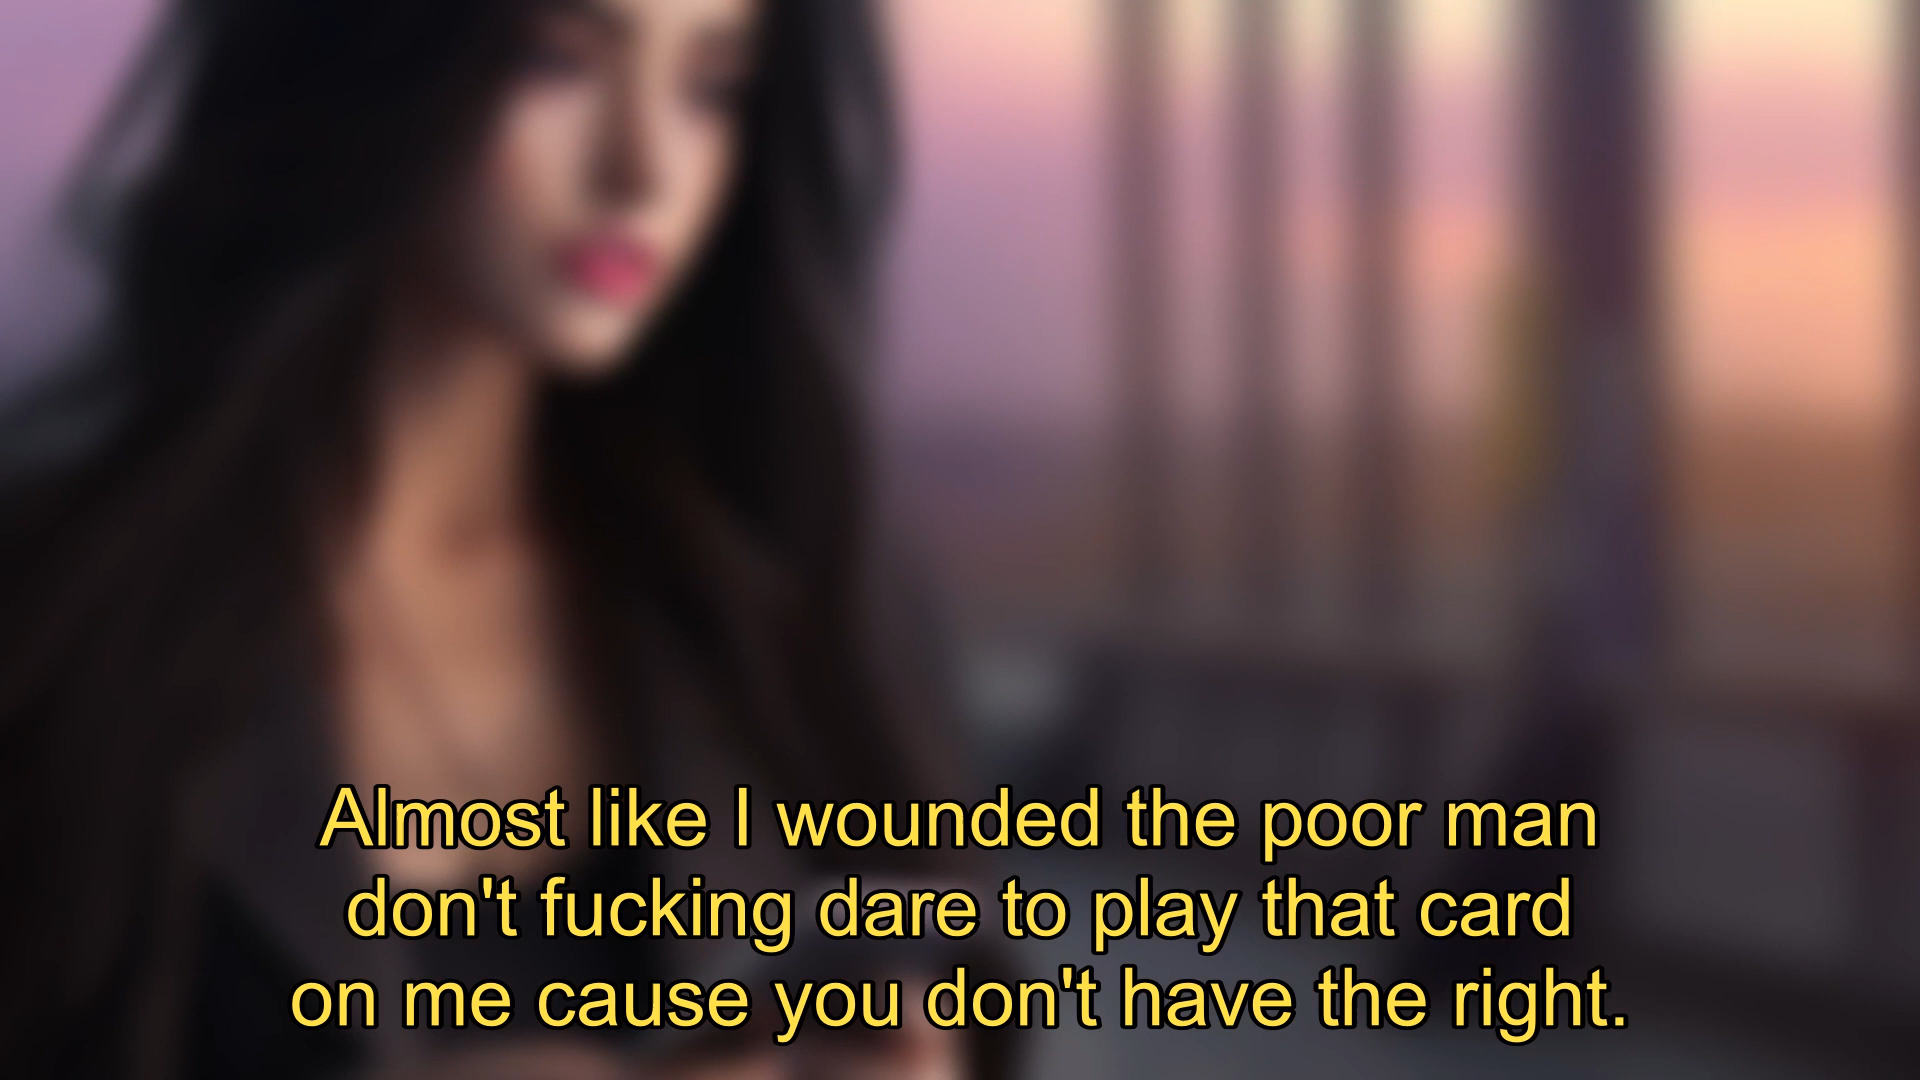 Almost like I wounded the poor man
don't fucking dare to play that card
on me cause you don't have the right.